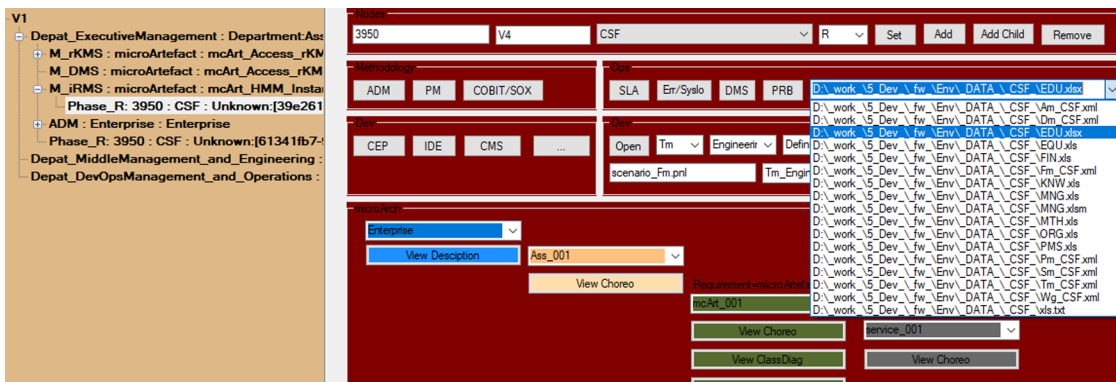 V1
Depat_ExecutiveManagement : Department:Ass
M_rKMS : microArtefact : mcArt_Access_rKM
M_DMS : microArtefact : mcArt_Access_rKM
M_iRMS : microArtefact : mcArt_HMM_Instai
Phase_R: 3950 : CSF : Unknown:[39e261
ADM : Enterprise : Enterprise
Phase_R: 3950 : CSF : Unknown:[61341fb7-9
Depat_MiddleManagement_and_Engineering :
Depat_DevOpsManagement_and_Operations :
Nodes
3950 V4 CSF R Set Add Add Child Remove
Methodology
ADM PM COBIT/SOX
Ops
SLA Err/Syslo DMS PRB D:\_work_\5_Dev_\_fw_\Env\_DATA_\_CSF_\EDU.xlsx
D:\_work_\5_Dev_\_fw_\Env\_DATA_\_CSF_\Am_CSF.xml
D:\_work_\5_Dev_\_fw_\Env\_DATA_\_CSF_\Dm_CSF.xml
D:\_work_\5_Dev_\_fw_\Env\_DATA_\_CSF_\EDU.xlsx
D:\_work_\5_Dev_\_fw_\Env\_DATA_\_CSF_\EQU.xls
D:\_work_\5_Dev_\_fw_\Env\_DATA_\_CSF_\FIN.xls
D:\_work_\5_Dev_\_fw_\Env\_DATA_\_CSF_\Fm_CSF.xml
D:\_work_\5_Dev_\_fw_\Env\_DATA_\_CSF_\KNW.xls
D:\_work_\5_Dev_\_fw_\Env\_DATA_\_CSF_\MNG.xls
D:\_work_\5_Dev_\_fw_\Env\_DATA_\_CSF_\MNG.xlsm
D:\_work_\5_Dev_\_fw_\Env\_DATA_\_CSF_\MTH.xls
D:\_work_\5_Dev_\_fw_\Env\_DATA_\_CSF_\ORG.xls
D:\_work_\5_Dev_\_fw_\Env\_DATA_\_CSF_\PMS.xls
D:\_work_\5_Dev_\_fw_\Env\_DATA_\_CSF_\Pm_CSF.xml
D:\_work_\5_Dev_\_fw_\Env\_DATA_\_CSF_\Sm_CSF.xml
D:\_work_\5_Dev_\_fw_\Env\_DATA_\_CSF_\Tm_CSF.xml
D:\_work_\5_Dev_\_fw_\Env\_DATA_\_CSF_\Wg_CSF.xml
D:\_work_\5_Dev_\_fw_\Env\_DATA_\_CSF_\xls.txt
Dev
CEP IDE CMS ...
Dev
Open Tm Engineerir Defin
scenario_Fm.pnl Tm_Engin
microArch
Enterprise
View Desciption Ass_001
View Choreo
Requirement=microArtefa
mcArt_001
View Choreo service_001
View ClassDiag View Choreo